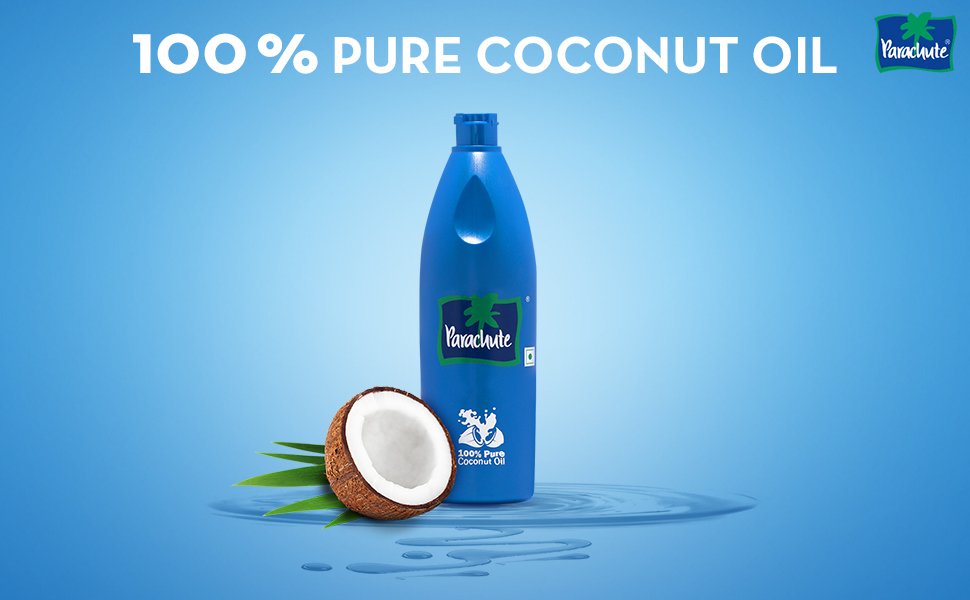 100 % PURE COCONUT OIL
Parachute®
Parachute
100% Pure
Coconut Oil